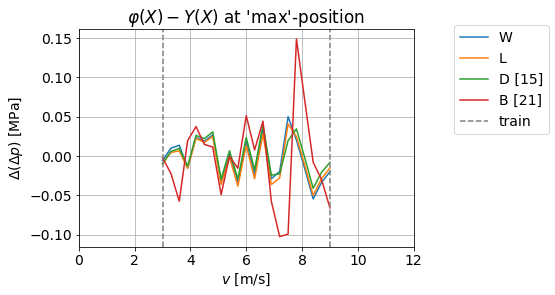 φ(X) − Y(X) at 'max'-position
0.15
0.10
0.05
0.00
−0.05
−0.10
Δ(Δp) [MPa]
0 2 4 6 8 10 12
v [m/s]
W
L
D [15]
B [21]
train